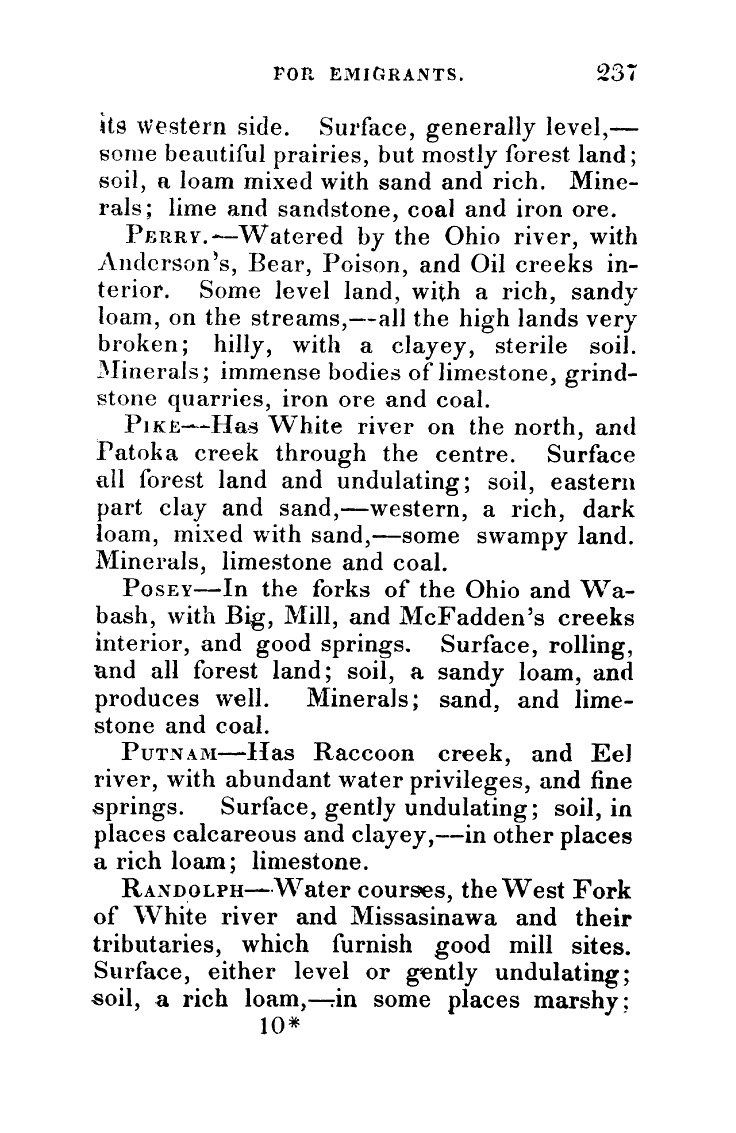 FOR EMIGRANTS. 237
its western side. Surface, generally level,—
some beautiful prairies, but mostly forest land;
soil, a loam mixed with sand and rich. Mine-
rals; lime and sandstone, coal and iron ore.
PERRY.—Watered by the Ohio river, with
Anderson's, Bear, Poison, and Oil creeks in-
terior. Some level land, with a rich, sandy
loam, on the streams,—all the high lands very
broken; hilly, with a clayey, sterile soil.
Minerals; immense bodies of limestone, grind-
stone quarries, iron ore and coal.
PIKE—Has White river on the north, and
Patoka creek through the centre. Surface
all forest land and undulating; soil, eastern
part clay and sand,—western, a rich, dark
loam, mixed with sand,—some swampy land.
Minerals, limestone and coal.
POSEY—In the forks of the Ohio and Wa-
bash, with Big, Mill, and McFadden's creeks
interior, and good springs. Surface, rolling,
and all forest land; soil, a sandy loam, and
produces well. Minerals; sand, and lime-
stone and coal.
PUTNAM—Has Raccoon creek, and Eel
river, with abundant water privileges, and fine
springs. Surface, gently undulating; soil, in
places calcareous and clayey,—in other places
a rich loam; limestone.
RANDOLPH—Water courses, the West Fork
of White river and Missasinawa and their
tributaries, which furnish good mill sites.
Surface, either level or gently undulating;
soil, a rich loam,—in some places marshy;
10*